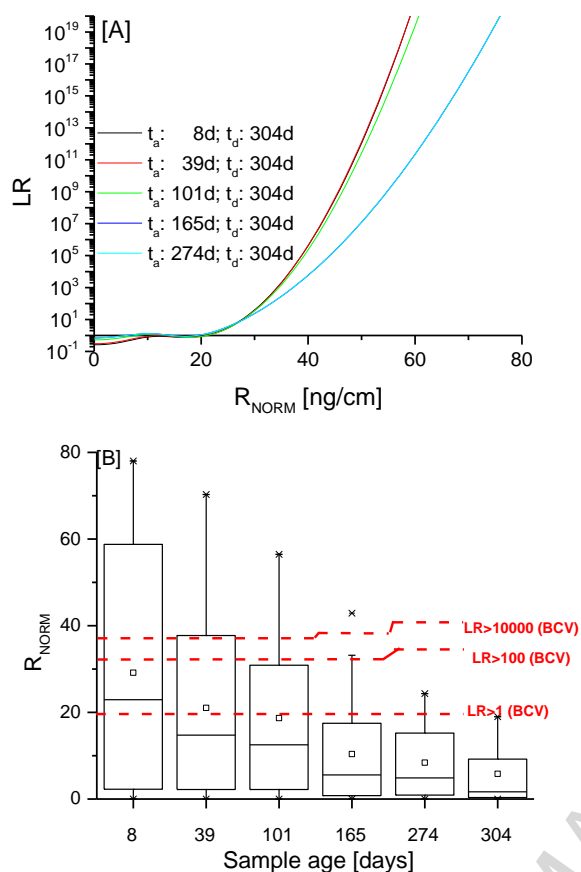 [A]
10^19
10^17
10^15
10^13
10^11
10^9
10^7
10^5
10^3
10^1
10^-1
LR
t_a: 8d; t_d: 304d
t_a: 39d; t_d: 304d
t_a: 101d; t_d: 304d
t_a: 165d; t_d: 304d
t_a: 274d; t_d: 304d
0 20 40 60 80
R_NORM [ng/cm]
[B]
80
60
40
20
0
R_NORM
LR>10000 (BCV)
LR>100 (BCV)
LR>1 (BCV)
8 39 101 165 274 304
Sample age [days]